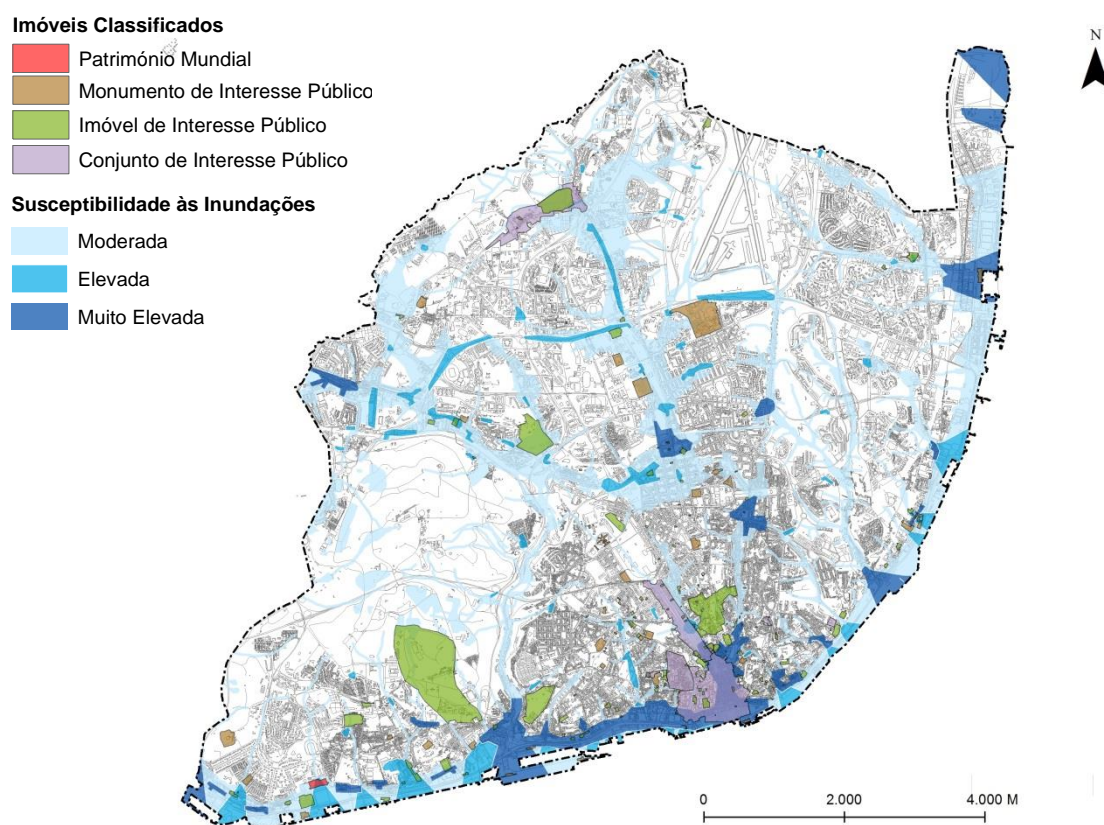 Imóveis Classificados
Património Mundial
Monumento de Interesse Público
Imóvel de Interesse Público
Conjunto de Interesse Público
Susceptibilidade às Inundações
Moderada
Elevada
Muito Elevada
N
0 2.000 4.000 M